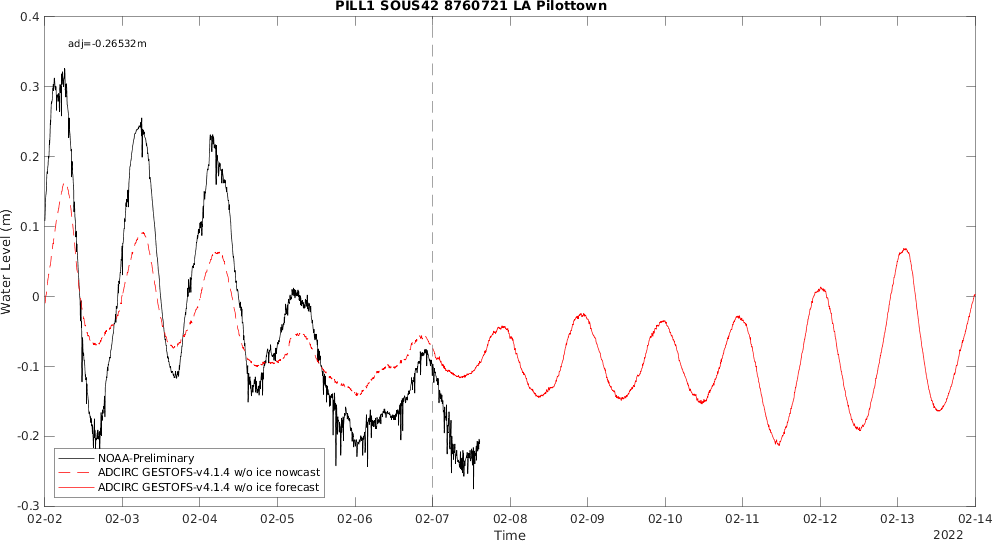 PILL1 SOUS42 8760721 LA Pilottown
adj=-0.26532m
0.4
0.3
0.2
0.1
0
-0.1
-0.2
-0.3
Water Level (m)
NOAA-Preliminary
ADCIRC GESTOFS-v4.1.4 w/o ice nowcast
ADCIRC GESTOFS-v4.1.4 w/o ice forecast
02-02 02-03 02-04 02-05 02-06 02-07 02-08 02-09 02-10 02-11 02-12 02-13 02-14
Time
2022